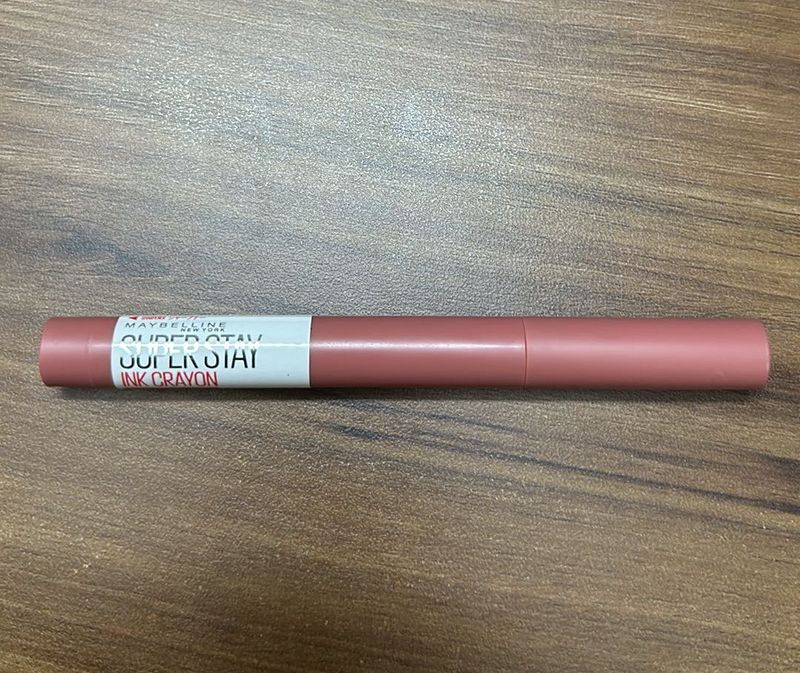 MAYBELLINE
NEW YORK
SUPER STAY
INK CRAYON